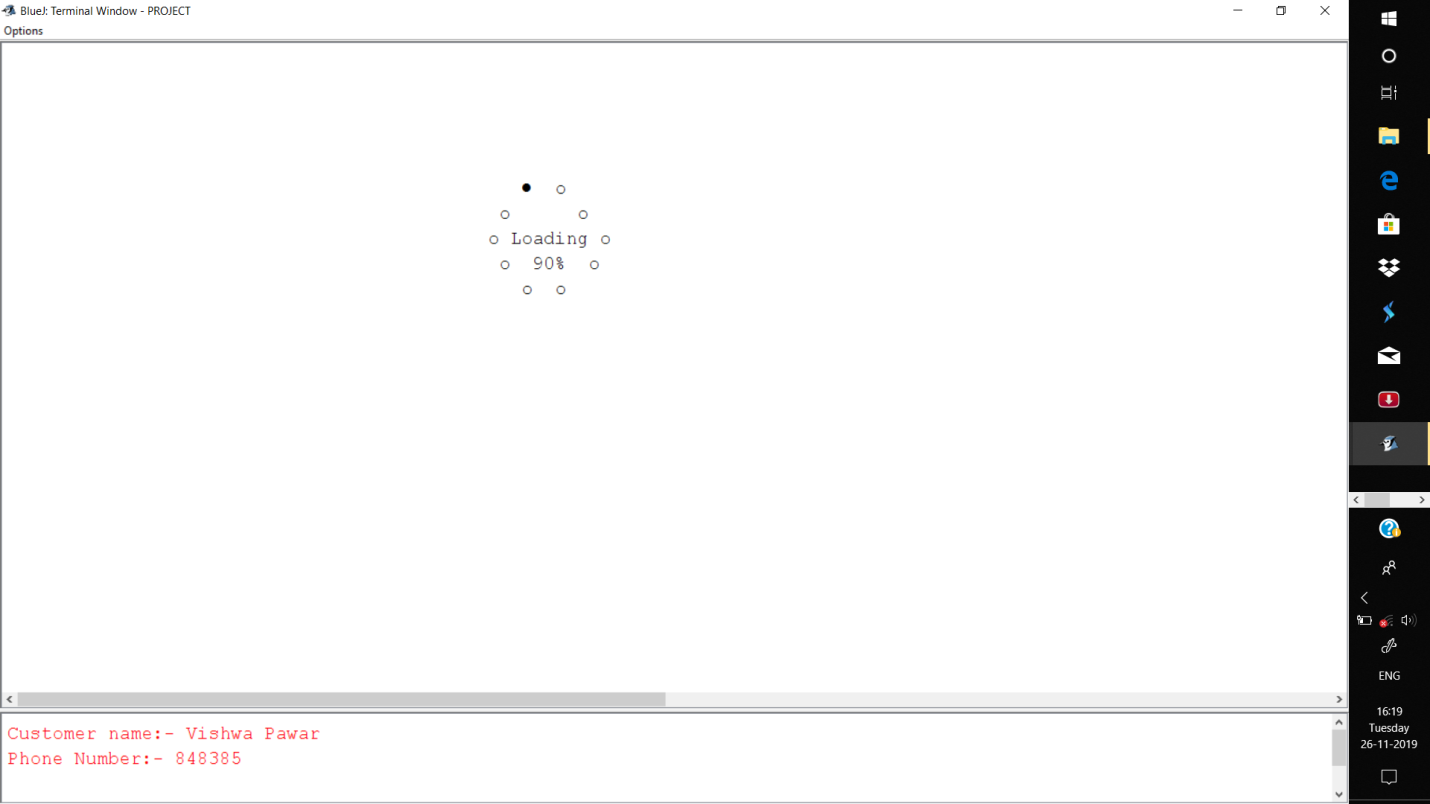 BlueJ: Terminal Window - PROJECT
Options
Loading
90%
Customer name:- Vishwa Pawar
Phone Number:- 848385
ENG
16:19
Tuesday
26-11-2019